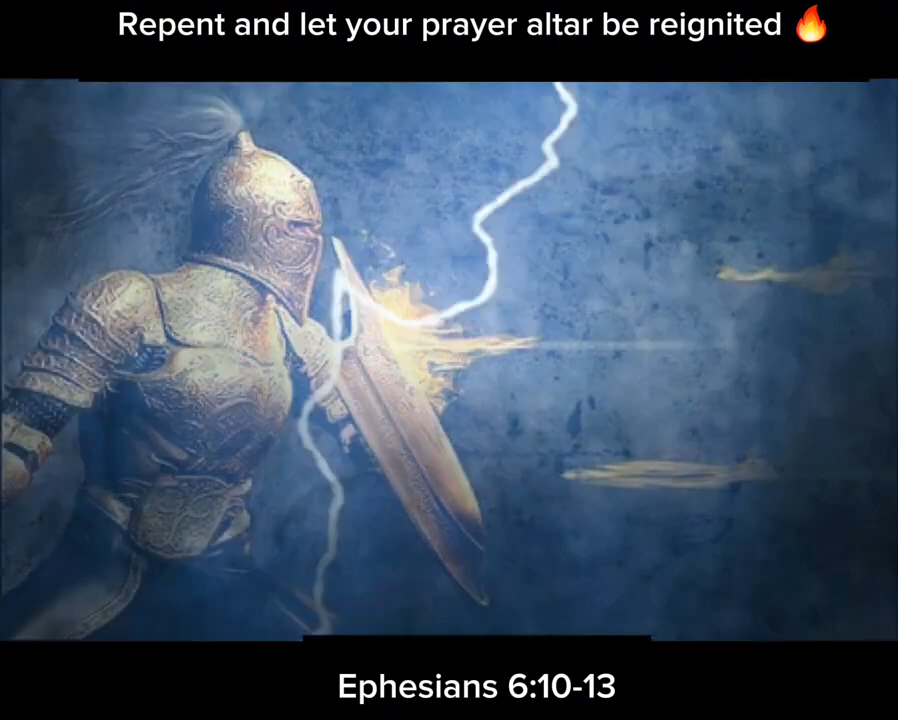 Repent and let your prayer altar be reignited 🔥
Ephesians 6:10-13